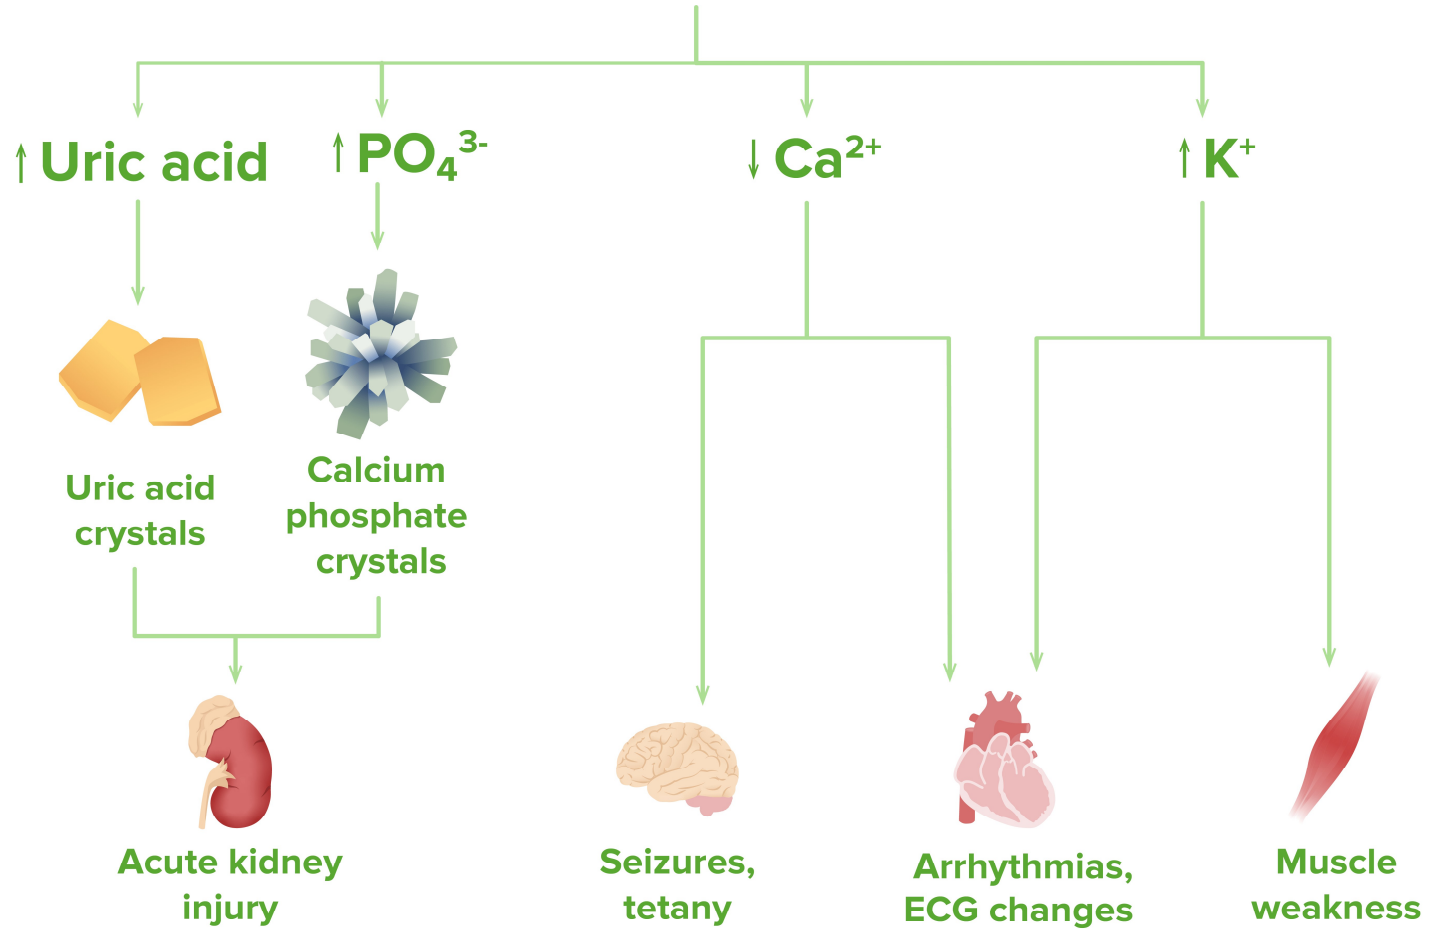 ↑ Uric acid
↑ PO₄³⁻
↓ Ca²⁺
↑ K⁺
Uric acid
crystals
Calcium
phosphate
crystals
Acute kidney
injury
Seizures,
tetany
Arrhythmias,
ECG changes
Muscle
weakness